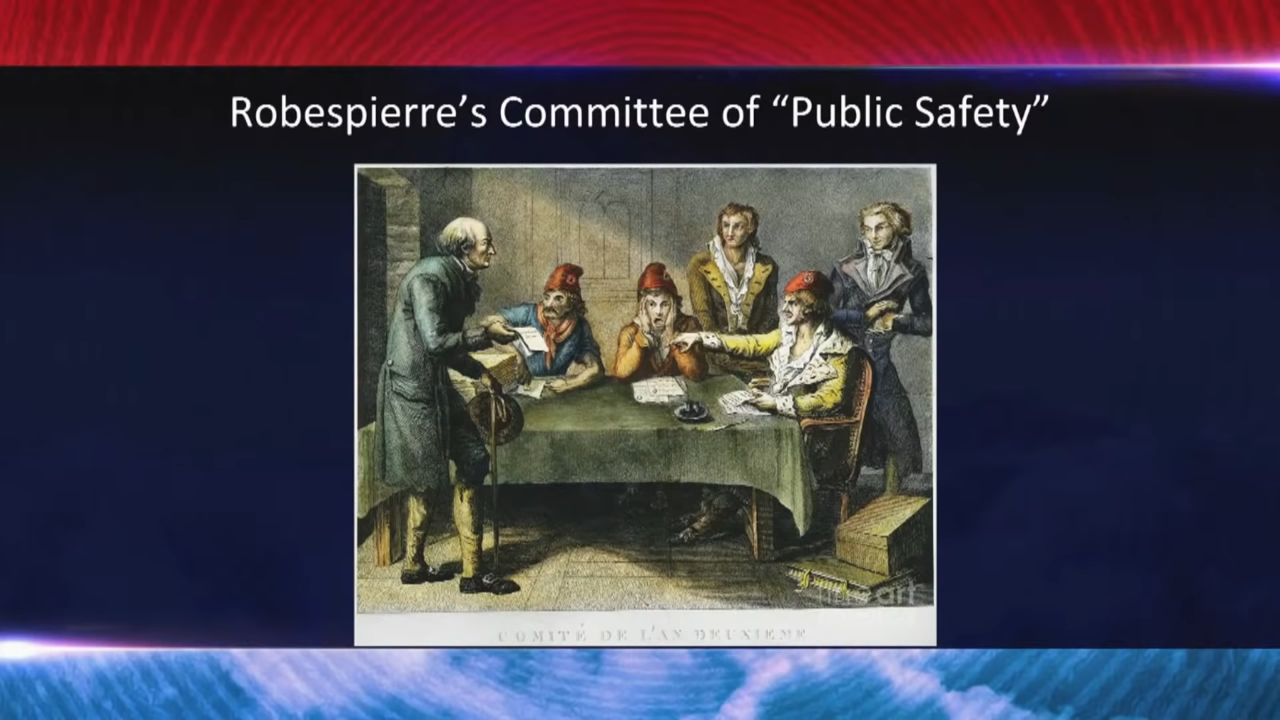 Robespierre’s Committee of “Public Safety”
COMITÉ DE L'AN DEUXIEME